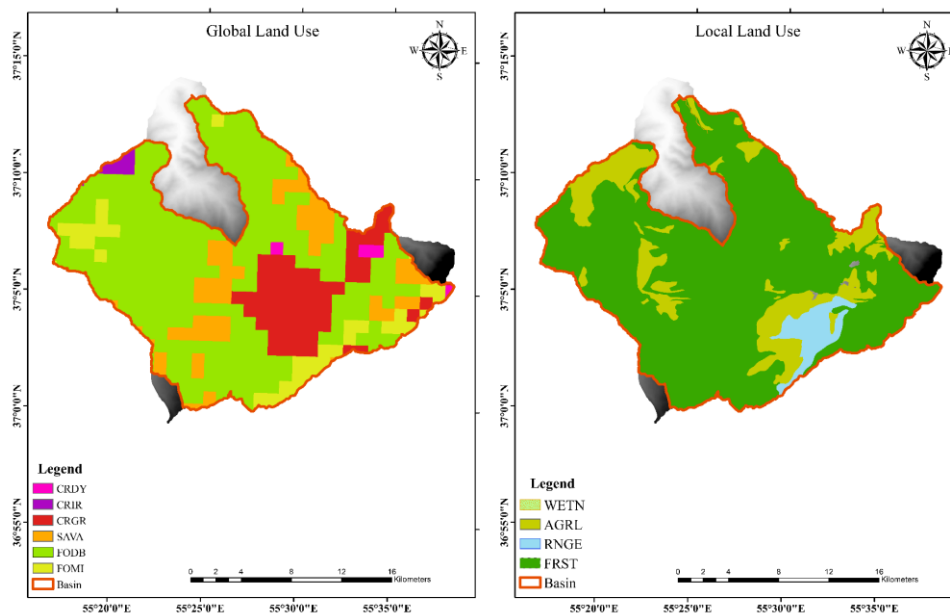 Global Land Use
N
W E
S
37°15'0"N
37°10'0"N
37°5'0"N
37°0'0"N
36°55'0"N
Legend
CRDY
CRIR
CRGR
SAVA
FODB
FOMI
Basin
0 2 4 8 12 16
Kilometers
55°20'0"E 55°25'0"E 55°30'0"E 55°35'0"E
Local Land Use
N
W E
S
37°15'0"N
37°10'0"N
37°5'0"N
37°0'0"N
36°55'0"N
Legend
WETN
AGRL
RNGE
FRST
Basin
0 2 4 8 12 16
Kilometers
55°20'0"E 55°25'0"E 55°30'0"E 55°35'0"E